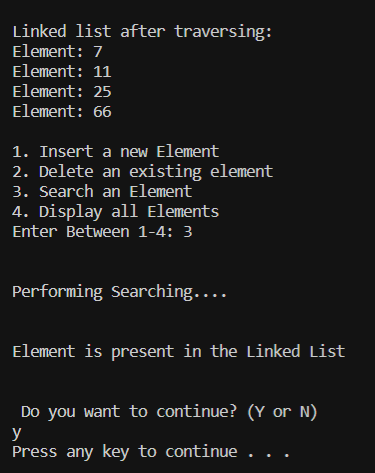 Linked list after traversing:
Element: 7
Element: 11
Element: 25
Element: 66
1. Insert a new Element
2. Delete an existing element
3. Search an Element
4. Display all Elements
Enter Between 1-4: 3
Performing Searching....
Element is present in the Linked List
Do you want to continue? (Y or N)
y
Press any key to continue . . .